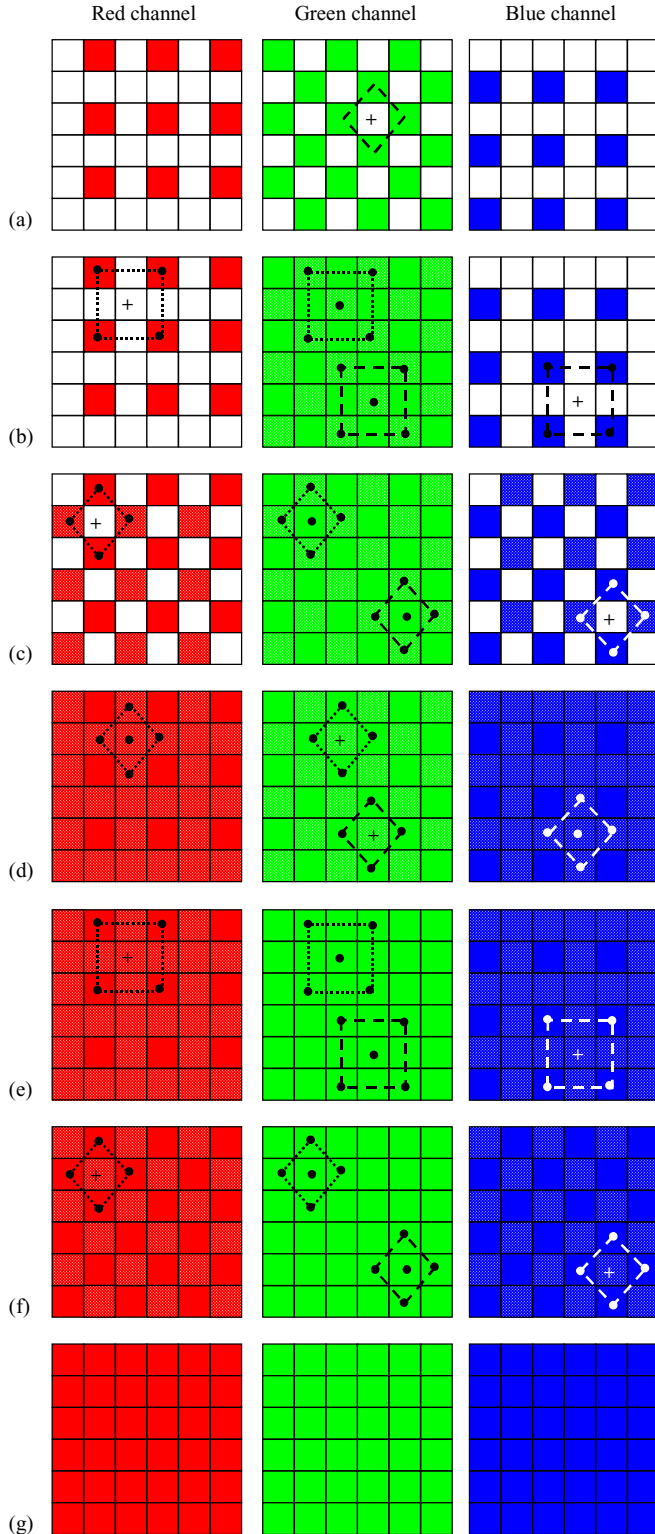 Red channel Green channel Blue channel
(a)
(b)
(c)
(d)
(e)
(f)
(g)